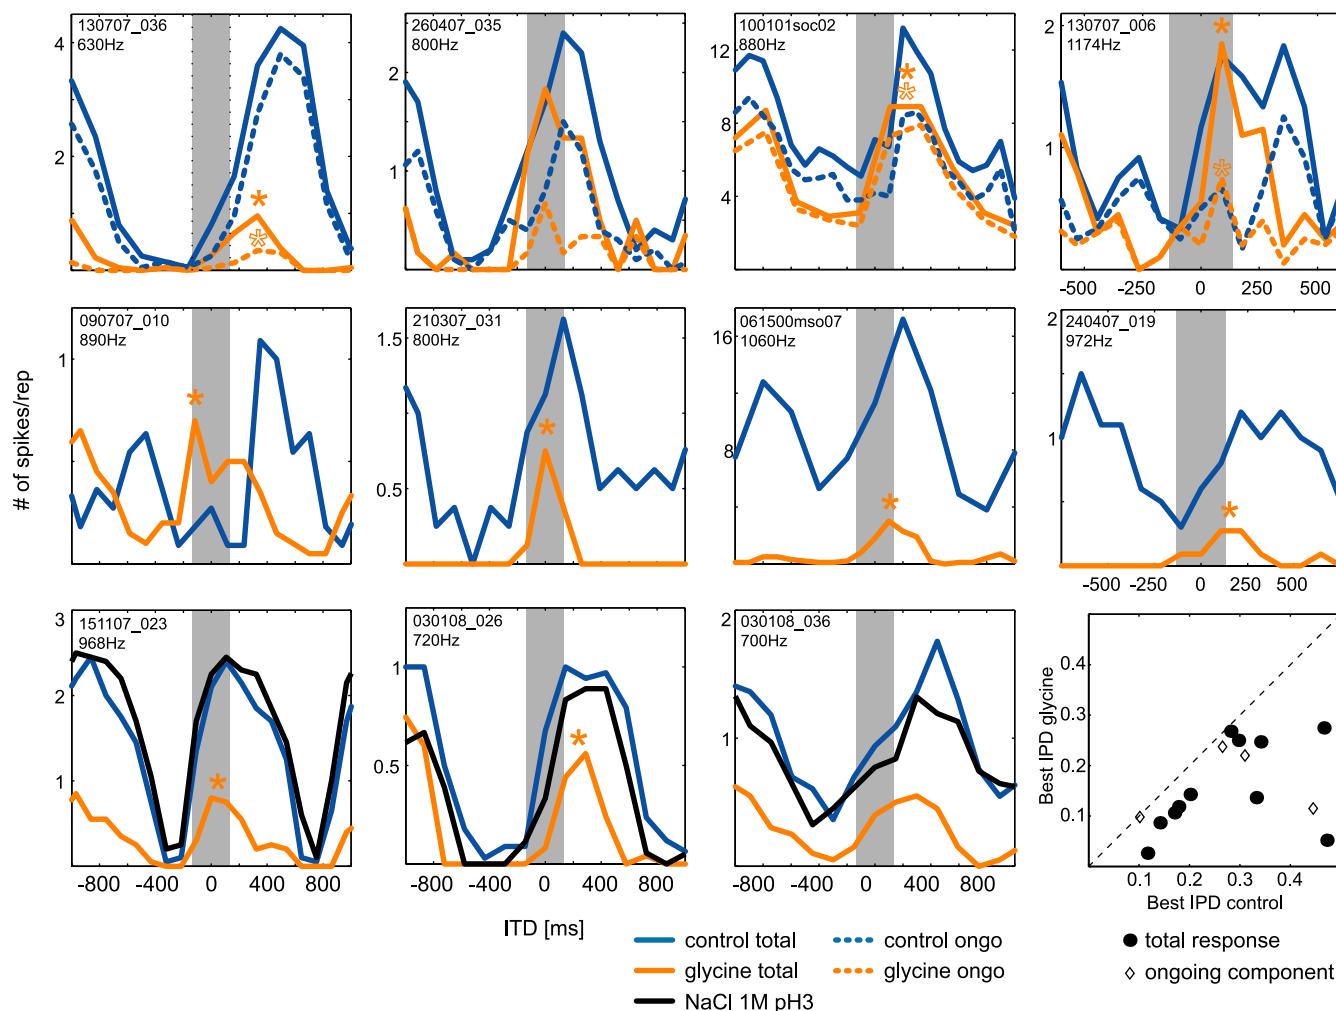 130707_036
630Hz
4
2
260407_035
800Hz
2
1
100101soc02
880Hz
12
8
4
130707_006
1174Hz
2
1
-500 -250 0 250 500
090707_010
890Hz
1
210307_031
800Hz
1.5
0.5
061500mso07
1060Hz
16
8
240407_019
972Hz
2
1
-500 0 250 500
# of spikes/rep
151107_023
968Hz
3
2
1
-800 -400 0 400 800
030108_026
720Hz
1
0.5
-800 -400 0 400 800
030108_036
700Hz
2
1
-800 -400 0 400 800
Best IPD glycine
0.4
0.3
0.2
0.1
0.1 0.2 0.3 0.4
Best IPD control
ITD [ms]
control total
control ongo
glycine total
glycine ongo
NaCl 1M pH3
total response
ongoing component